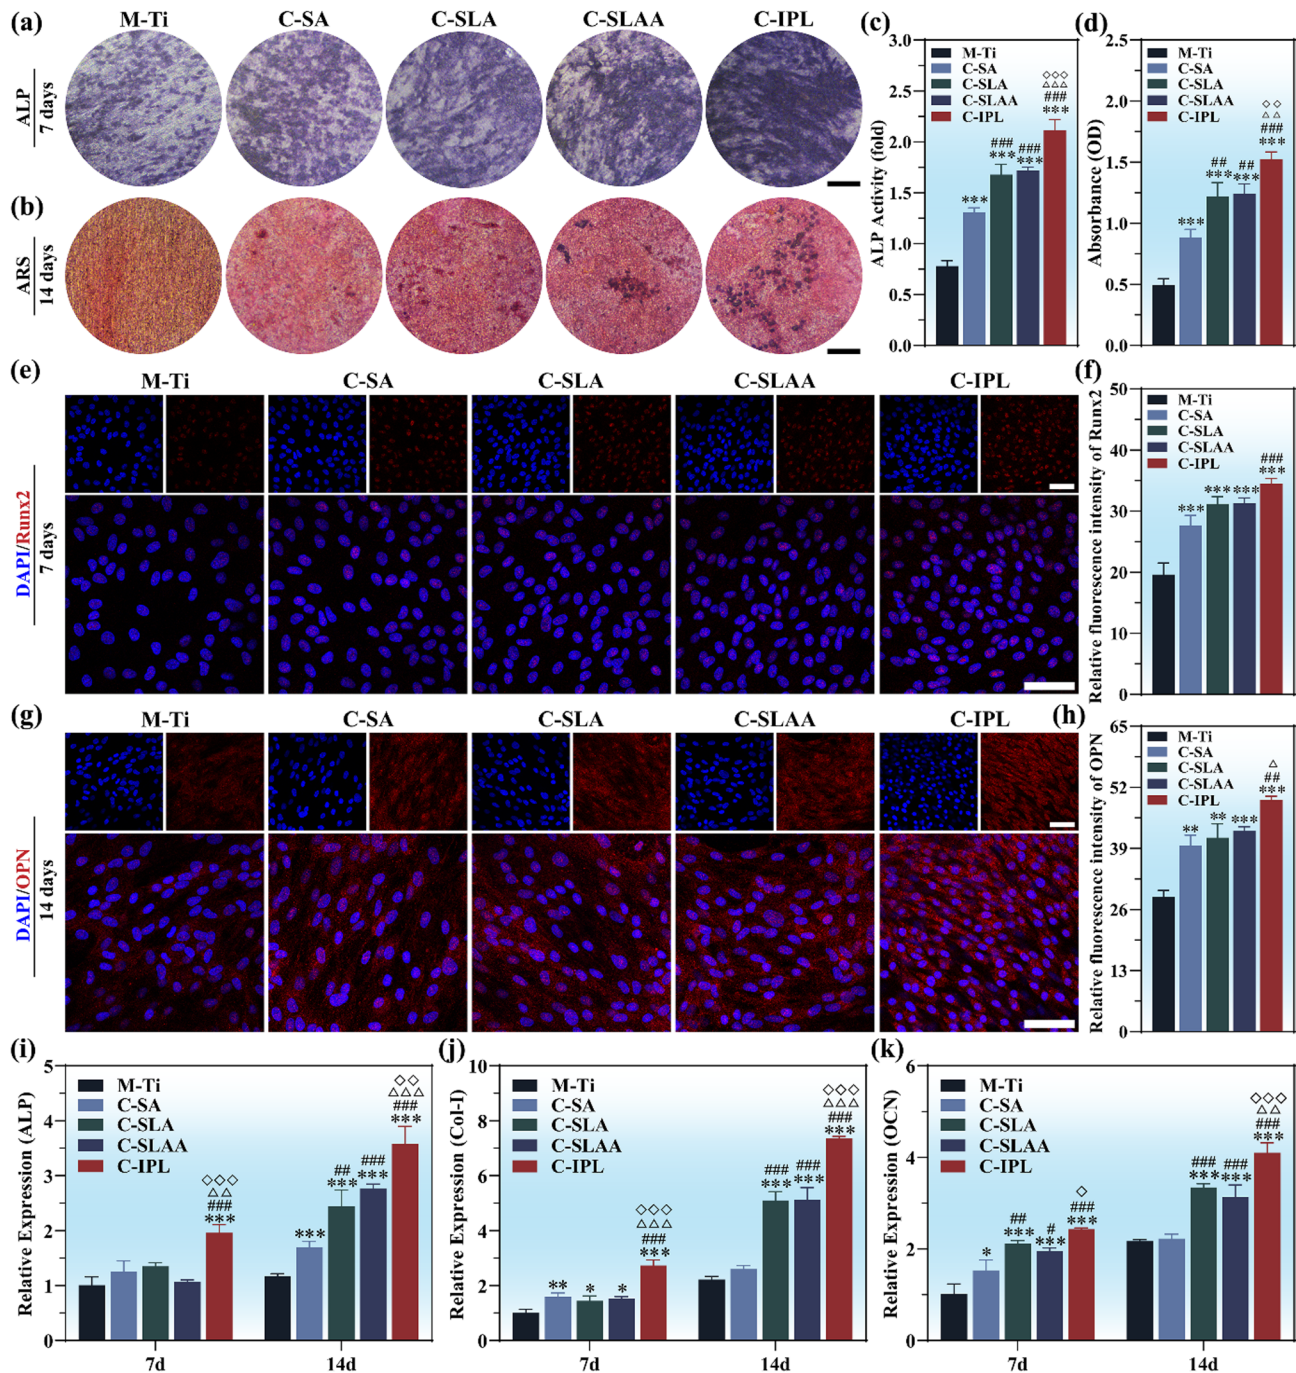 (a) M-Ti C-SA C-SLA C-SLAA C-IPL
ALP
7 days
(b)
ARS
14 days
(c)
ALP Activity (fold)
3.0
2.5
2.0
1.5
1.0
0.5
0.0
M-Ti
C-SA
C-SLA
C-SLAA
C-IPL
***
### ***
### ***
◇◇◇ △△△ ### ***
(d)
Absorbance (OD)
2.5
2.0
1.5
1.0
0.5
0.0
M-Ti
C-SA
C-SLA
C-SLAA
C-IPL
***
## ***
## ***
◇◇ △△ ### ***
(e) M-Ti C-SA C-SLA C-SLAA C-IPL
DAPI/Runx2
7 days
(f)
Relative fluorescence intensity of Runx2
50
40
30
20
10
0
M-Ti
C-SA
C-SLA
C-SLAA
C-IPL
***
***
***
### ***
(g) M-Ti C-SA C-SLA C-SLAA C-IPL
DAPI/OPN
14 days
(h)
Relative fluorescence intensity of OPN
65
52
39
26
13
0
M-Ti
C-SA
C-SLA
C-SLAA
C-IPL
**
**
***
△ ## ***
(i)
Relative Expression (ALP)
5
4
3
2
1
0
M-Ti
C-SA
C-SLA
C-SLAA
C-IPL
◇◇◇ △△ ### ***
***
## ***
### ***
◇◇ △△△ ### ***
7d 14d
(j)
Relative Expression (Col-I)
10
8
6
4
2
0
M-Ti
C-SA
C-SLA
C-SLAA
C-IPL
**
*
*
◇◇◇ △△△ ### ***
### ***
### ***
◇◇◇ △△△ ### ***
7d 14d
(k)
Relative Expression (OCN)
6
4
2
0
M-Ti
C-SA
C-SLA
C-SLAA
C-IPL
*
## ***
# ***
◇ ### ***
### ***
### ***
◇◇◇ △△ ### ***
7d 14d